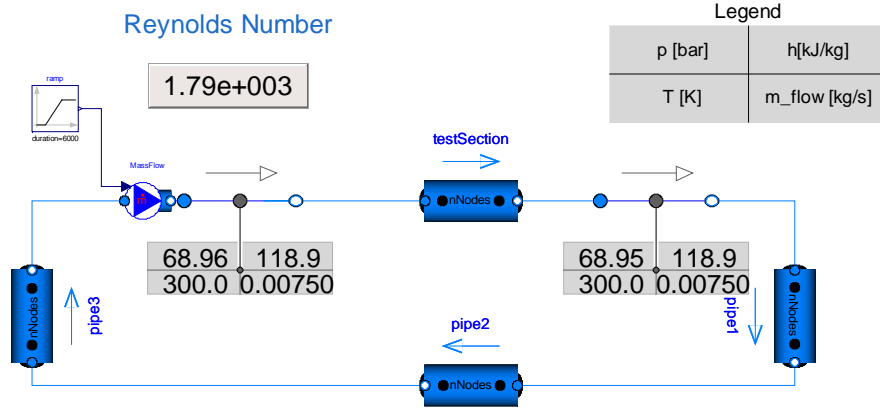 Reynolds Number
Legend
p [bar] h[kJ/kg]
T [K] m_flow [kg/s]
1.79e+003
ramp
duration=6000
MassFlow
testSection
nNodes
68.96 118.9
300.0 0.00750
68.95 118.9
300.0 0.00750
nNodes
pipe3
pipe2
nNodes
pipe1
nNodes